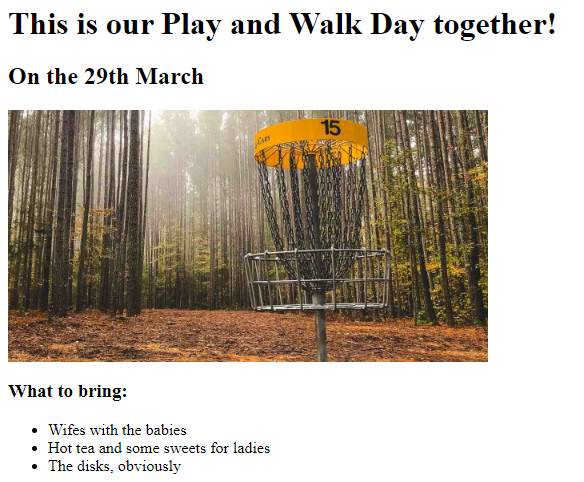 This is our Play and Walk Day together!
On the 29th March
15
What to bring:
Wifes with the babies
Hot tea and some sweets for ladies
The disks, obviously